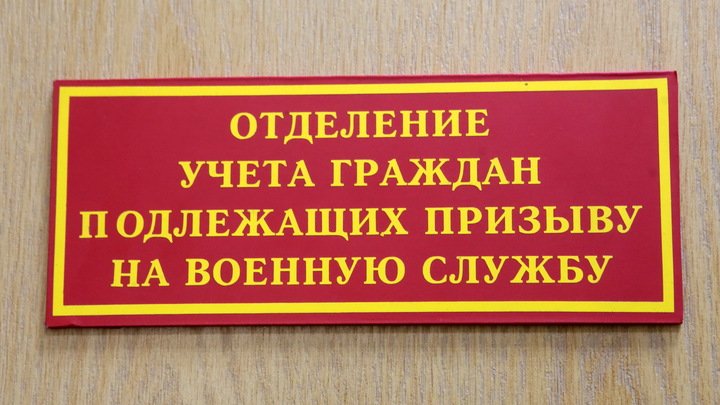 ОТДЕЛЕНИЕ
УЧЕТА ГРАЖДАН
ПОДЛЕЖАЩИХ ПРИЗЫВУ
НА ВОЕННУЮ СЛУЖБУ